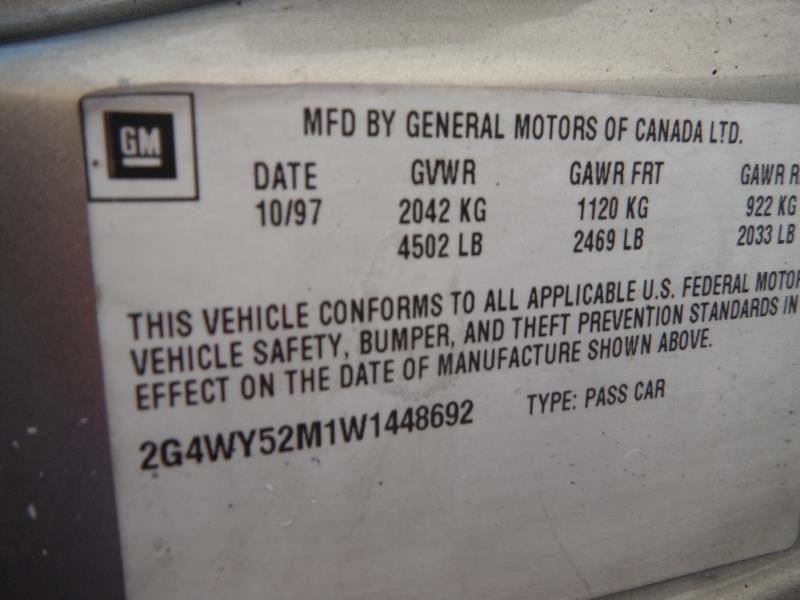 GM
MFD BY GENERAL MOTORS OF CANADA LTD.
DATE GVWR GAWR FRT GAWR R
10/97 2042 KG 1120 KG 922 KG
4502 LB 2469 LB 2033 LB
THIS VEHICLE CONFORMS TO ALL APPLICABLE U.S. FEDERAL MOTOR
VEHICLE SAFETY, BUMPER, AND THEFT PREVENTION STANDARDS IN
EFFECT ON THE DATE OF MANUFACTURE SHOWN ABOVE.
2G4WY52M1W1448692 TYPE: PASS CAR